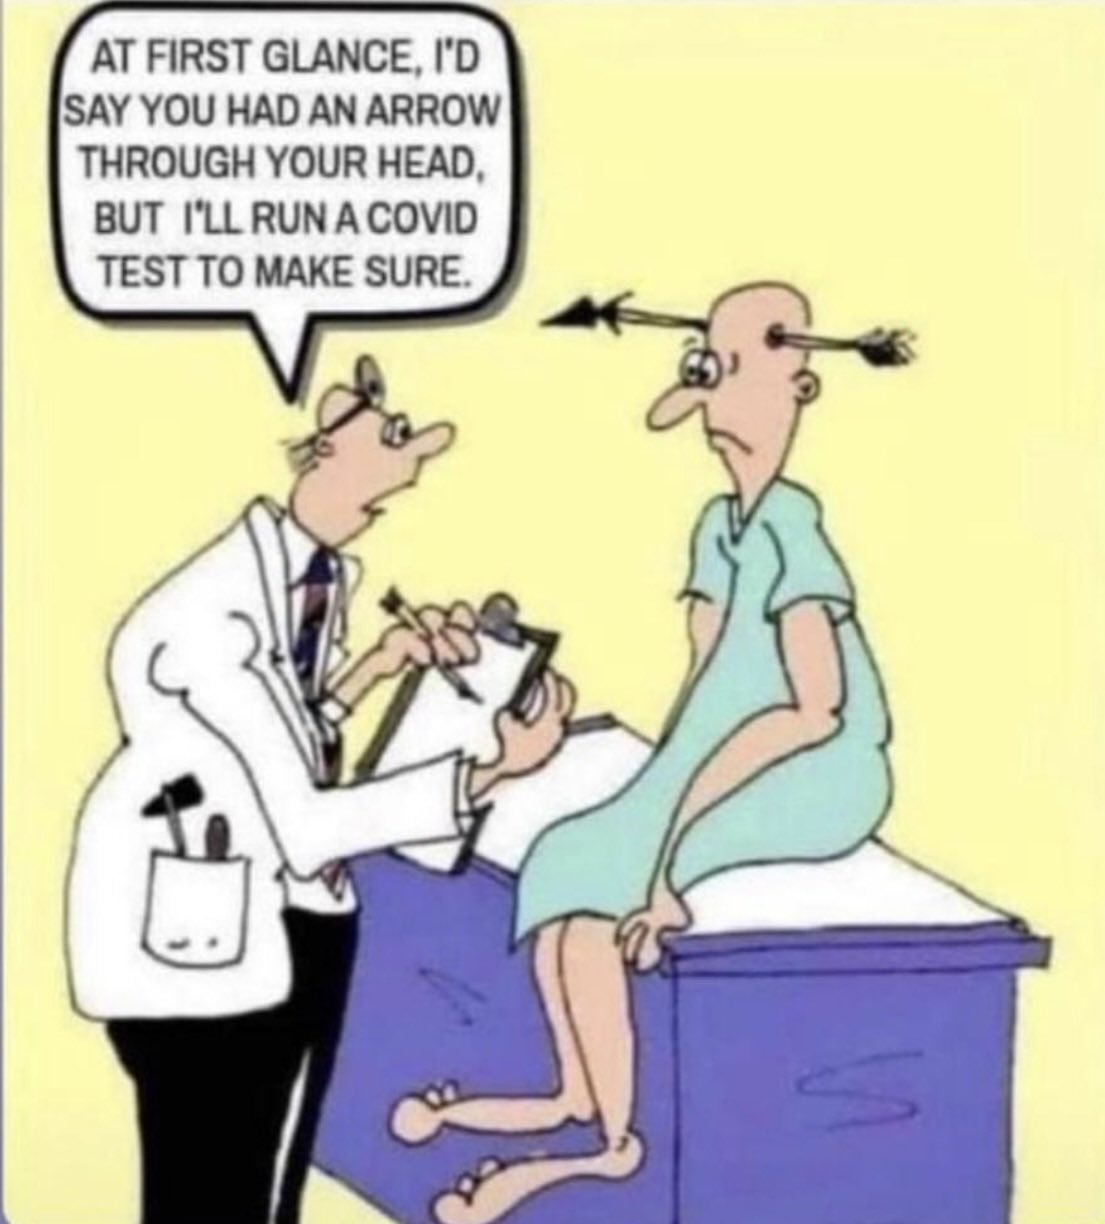 AT FIRST GLANCE, I'D
SAY YOU HAD AN ARROW
THROUGH YOUR HEAD,
BUT I'LL RUN A COVID
TEST TO MAKE SURE.